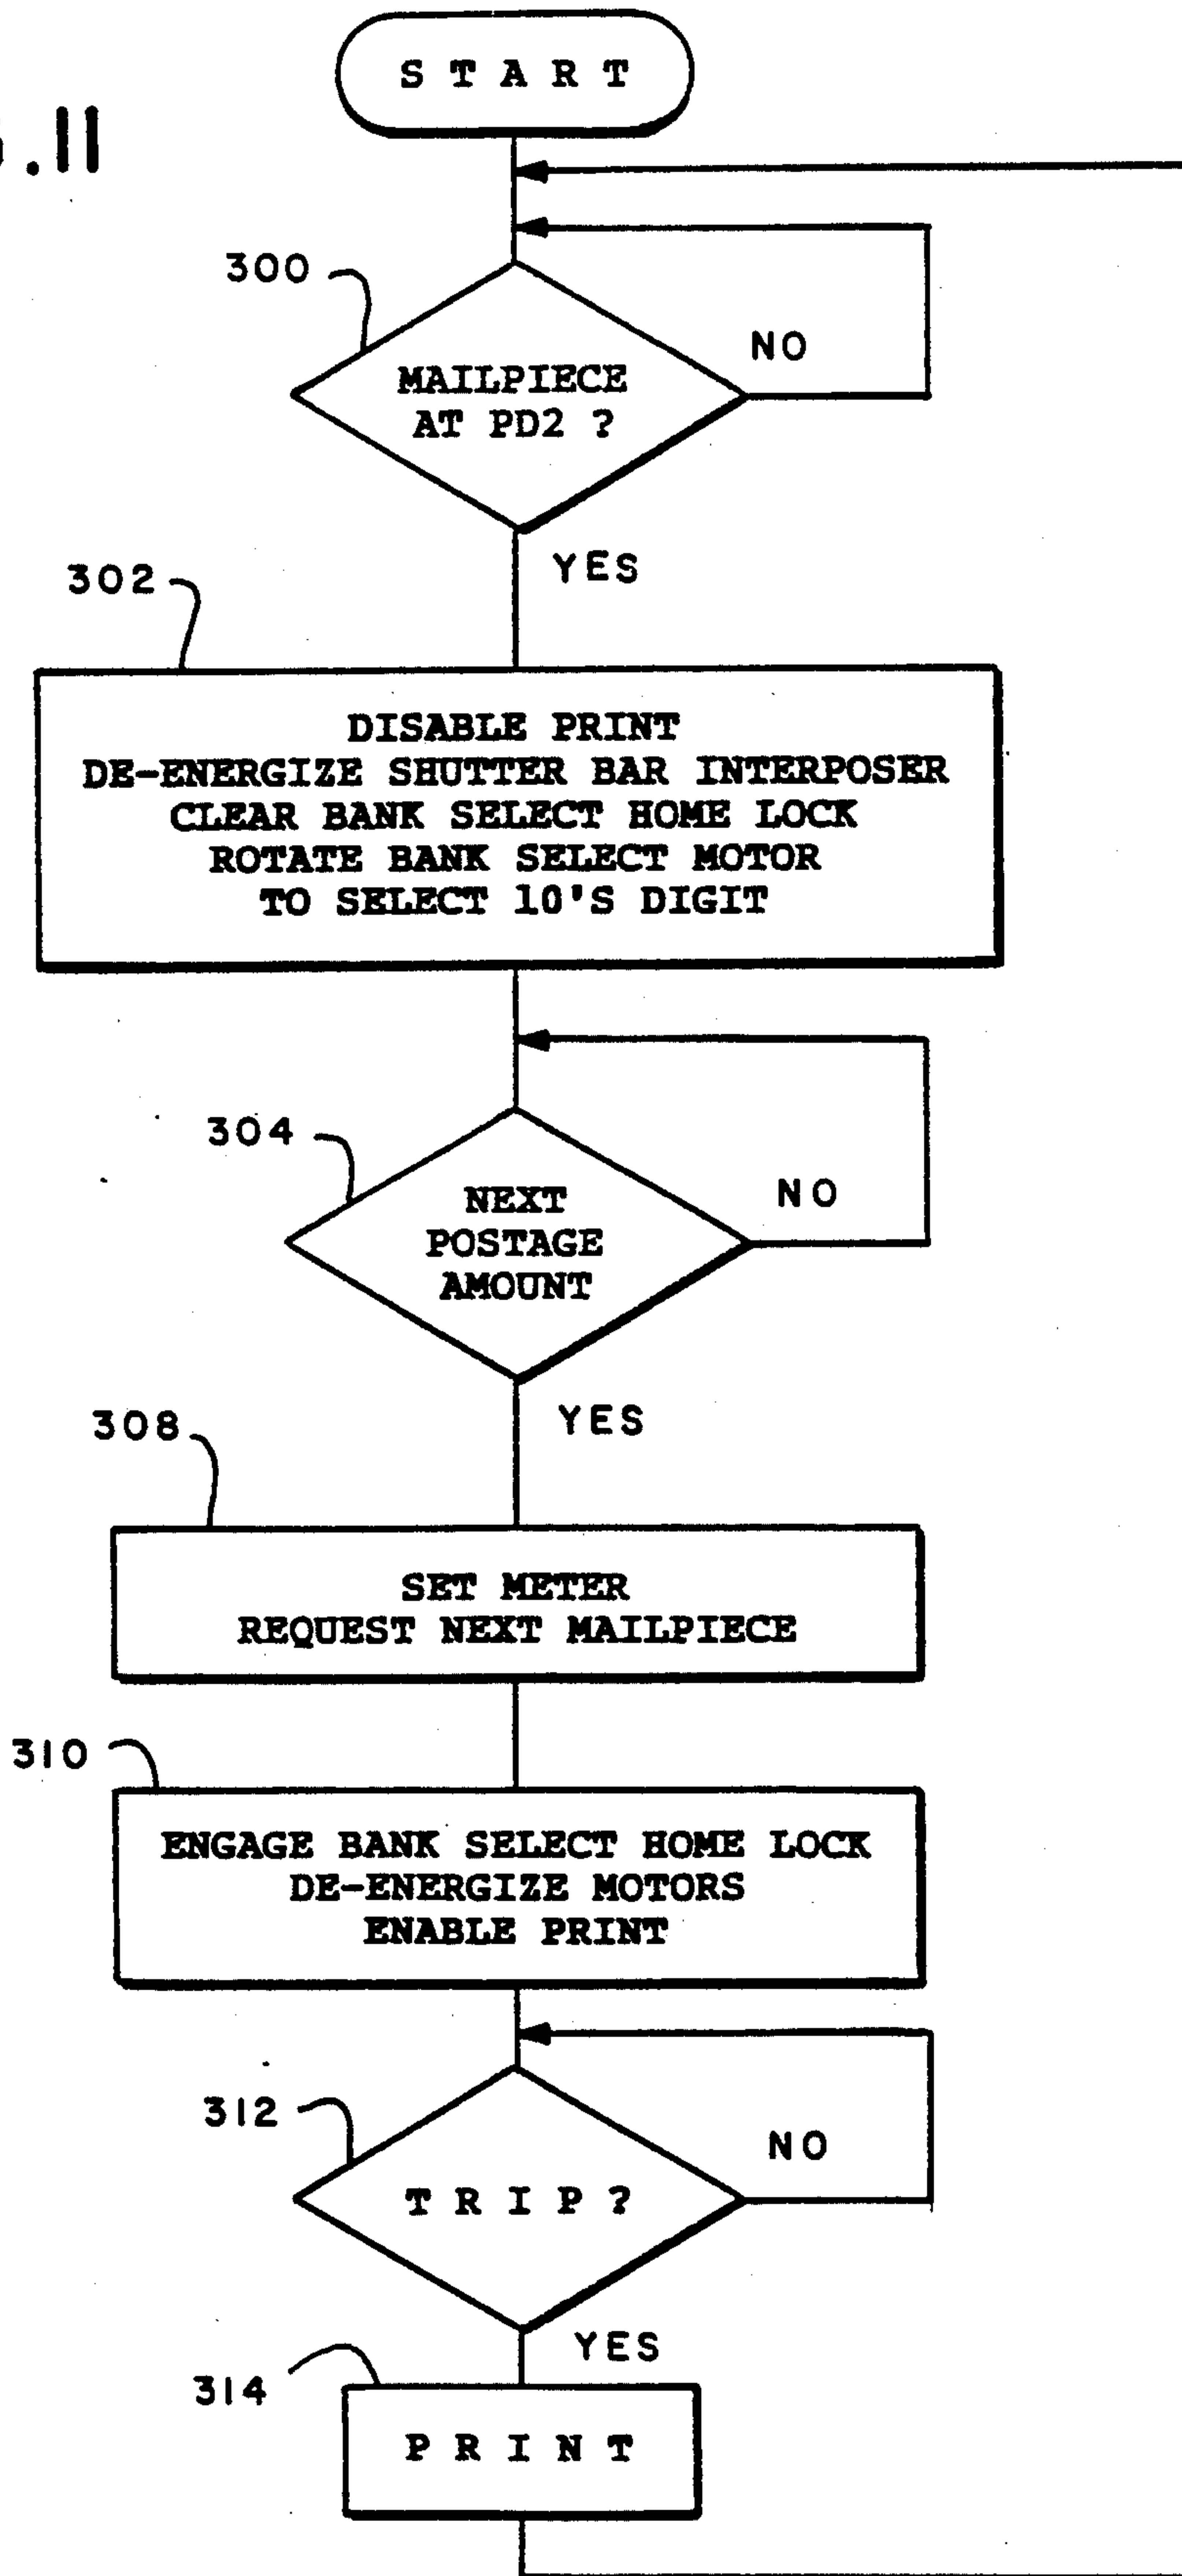 .11
START
300
MAILPIECE
AT PD2 ?
NO
YES
302
DISABLE PRINT
DE-ENERGIZE SHUTTER BAR INTERPOSER
CLEAR BANK SELECT HOME LOCK
ROTATE BANK SELECT MOTOR
TO SELECT 10'S DIGIT
304
NEXT
POSTAGE
AMOUNT
NO
YES
308
SET METER
REQUEST NEXT MAILPIECE
310
ENGAGE BANK SELECT HOME LOCK
DE-ENERGIZE MOTORS
ENABLE PRINT
312
TRIP?
NO
YES
314
PRINT